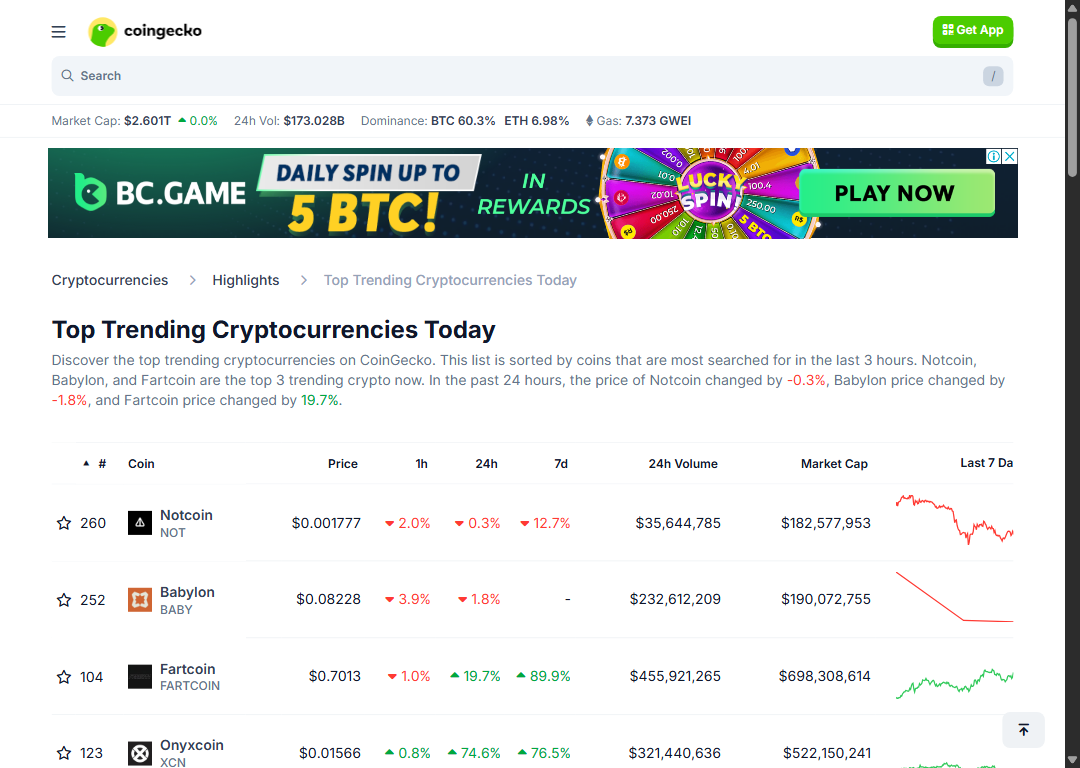 coingecko
Get App
Search
/
Market Cap: $2.601T 0.0% 24h Vol: $173.028B Dominance: BTC 60.3% ETH 6.98% Gas: 7.373 GWEI
BC.GAME
DAILY SPIN UP TO
5 BTC!
IN
REWARDS
LUCKY
SPIN!
PLAY NOW
Cryptocurrencies Highlights Top Trending Cryptocurrencies Today
Top Trending Cryptocurrencies Today
Discover the top trending cryptocurrencies on CoinGecko. This list is sorted by coins that are most searched for in the last 3 hours. Notcoin,
Babylon, and Fartcoin are the top 3 trending crypto now. In the past 24 hours, the price of Notcoin changed by -0.3%, Babylon price changed by
-1.8%, and Fartcoin price changed by 19.7%.
# Coin Price 1h 24h 7d 24h Volume Market Cap Last 7 Da
260 Notcoin NOT $0.001777 2.0% 0.3% 12.7% $35,644,785 $182,577,953
252 Babylon BABY $0.08228 3.9% 1.8% - $232,612,209 $190,072,755
104 Fartcoin FARTCOIN $0.7013 1.0% 19.7% 89.9% $455,921,265 $698,308,614
123 Onyxcoin XCN $0.01566 0.8% 74.6% 76.5% $321,440,636 $522,150,241